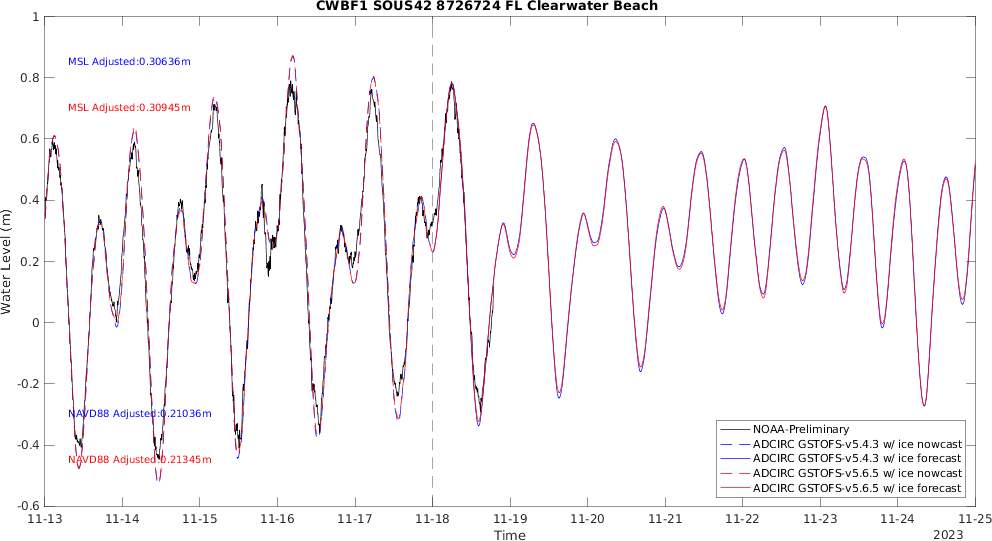 CWBF1 SOUS42 8726724 FL Clearwater Beach
1
0.8
0.6
0.4
0.2
0
-0.2
-0.4
-0.6
Water Level (m)
MSL Adjusted:0.30636m
MSL Adjusted:0.30945m
NAVD88 Adjusted:0.21036m
NAVD88 Adjusted:0.21345m
NOAA-Preliminary
ADCIRC GSTOFS-v5.4.3 w/ ice nowcast
ADCIRC GSTOFS-v5.4.3 w/ ice forecast
ADCIRC GSTOFS-v5.6.5 w/ ice nowcast
ADCIRC GSTOFS-v5.6.5 w/ ice forecast
11-13 11-14 11-15 11-16 11-17 11-18 11-19 11-20 11-21 11-22 11-23 11-24 11-25
Time
2023